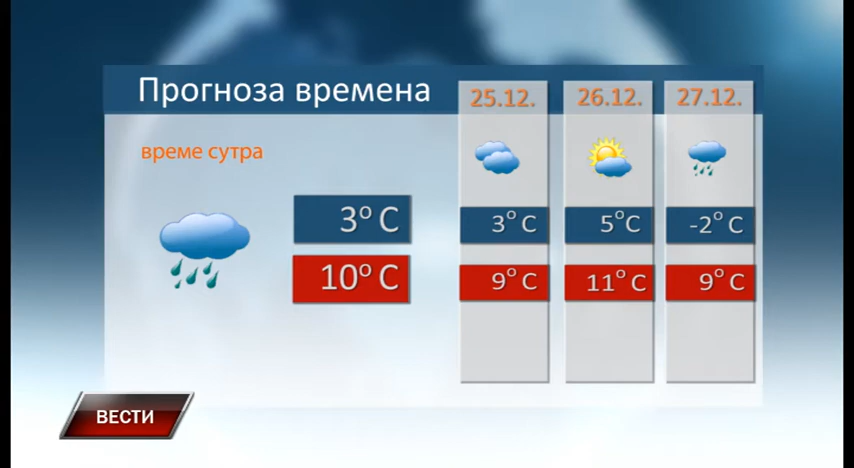 Прогноза времена
време сутра
3° C
10° C
25.12.
3° C
9° C
26.12.
5°C
11° C
27.12.
-2° C
9° C
ВЕСТИ